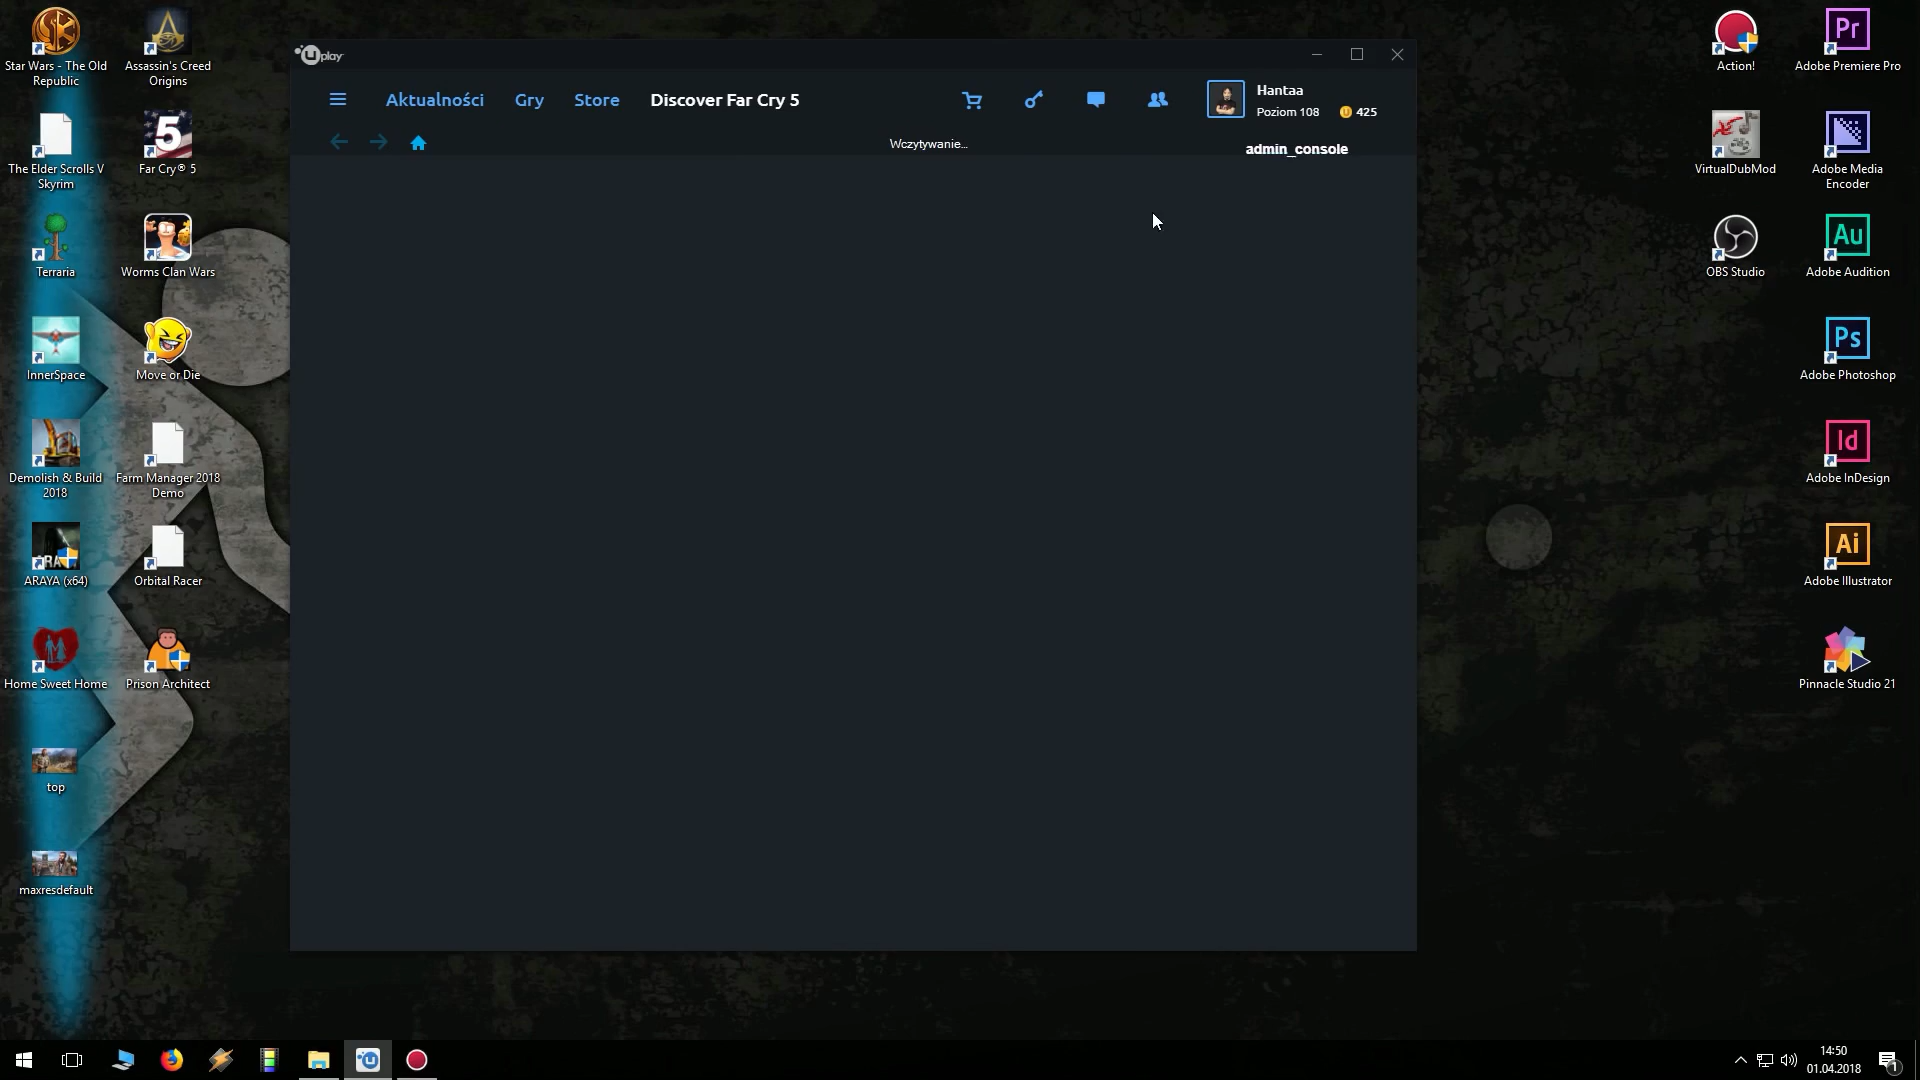 Star Wars - The Old
Republic
Assassin's Creed
Origins
The Elder Scrolls V
Skyrim
5
Far Cry® 5
Terraria
Worms Clan Wars
InnerSpace
Move or Die
Demolish & Build
2018
Farm Manager 2018
Demo
ARAYA (x64)
Orbital Racer
Home Sweet Home
Prison Architect
top
maxresdefault
Uplay
Aktualności
Gry
Store
Discover Far Cry 5
Hantaa
Poziom 108
425
Wczytywanie...
admin_console
Action!
Pr
Adobe Premiere Pro
VirtualDubMod
Adobe Media
Encoder
OBS Studio
Au
Adobe Audition
Ps
Adobe Photoshop
Id
Adobe InDesign
Ai
Adobe Illustrator
Pinnacle Studio 21
14:50
01.04.2018
1